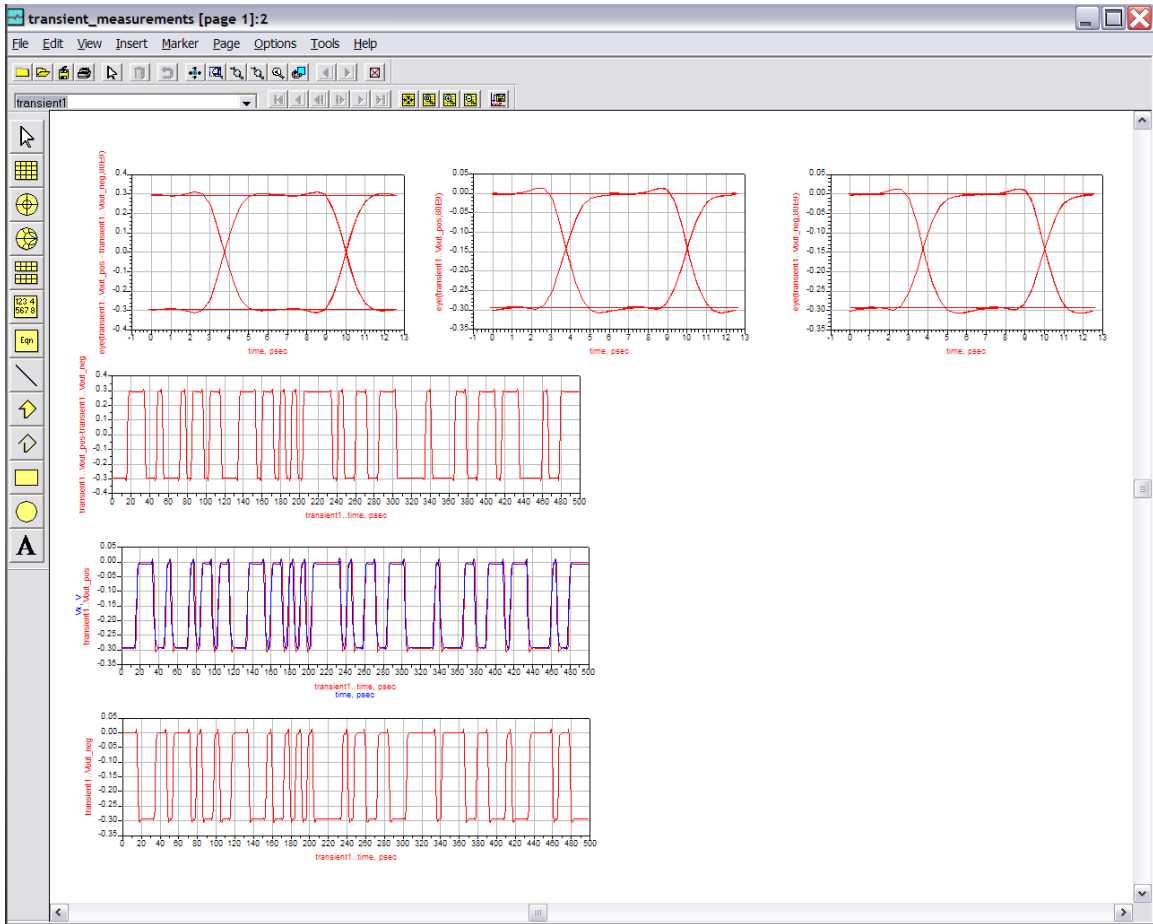 transient_measurements [page 1]:2
File Edit View Insert Marker Page Options Tools Help
transient1
123 4
567 8
Eqn
A
eye(transient1..Vout_pos - transient1..Vout_neg,80E9)
0.4
0.3
0.2
0.1
0.0
-0.1
-0.2
-0.3
-0.4
-1 0 1 2 3 4 5 6 7 8 9 10 11 12 13
time, psec
eye(transient1..Vout_pos,80E9)
0.05
0.00
-0.05
-0.10
-0.15
-0.20
-0.25
-0.30
-0.35
-1 0 1 2 3 4 5 6 7 8 9 10 11 12 13
time, psec
eye(transient1..Vout_neg,80E9)
0.05
0.00
-0.05
-0.10
-0.15
-0.20
-0.25
-0.30
-0.35
-1 0 1 2 3 4 5 6 7 8 9 10 11 12 13
time, psec
transient1..Vout_pos-transient1..Vout_neg
0.4
0.3
0.2
0.1
0.0
-0.1
-0.2
-0.3
-0.4
0 20 40 60 80 100 120 140 160 180 200 220 240 260 280 300 320 340 360 380 400 420 440 460 480 500
transient1..time, psec
Vx, V
transient1..Vout_pos
0.05
0.00
-0.05
-0.10
-0.15
-0.20
-0.25
-0.30
-0.35
0 20 40 60 80 100 120 140 160 180 200 220 240 260 280 300 320 340 360 380 400 420 440 460 480 500
transient1..time, psec
time, psec
transient1..Vout_neg
0.05
0.00
-0.05
-0.10
-0.15
-0.20
-0.25
-0.30
-0.35
0 20 40 60 80 100 120 140 160 180 200 220 240 260 280 300 320 340 360 380 400 420 440 460 480 500
transient1..time, psec